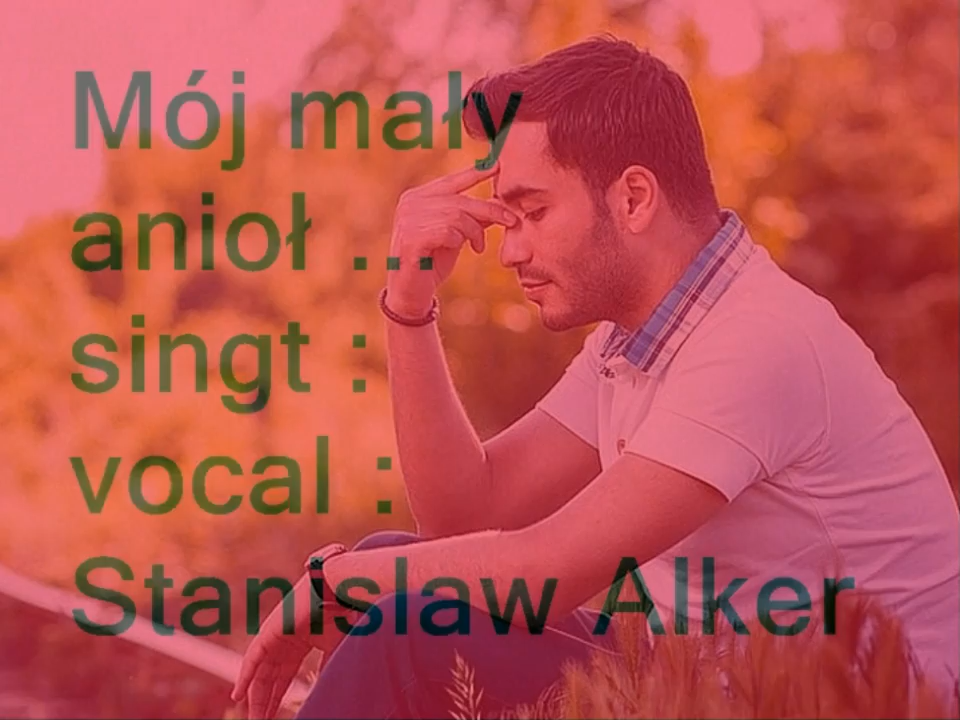 Mój mały
anioł ...
singt :
vocal :
Stanislaw Alker